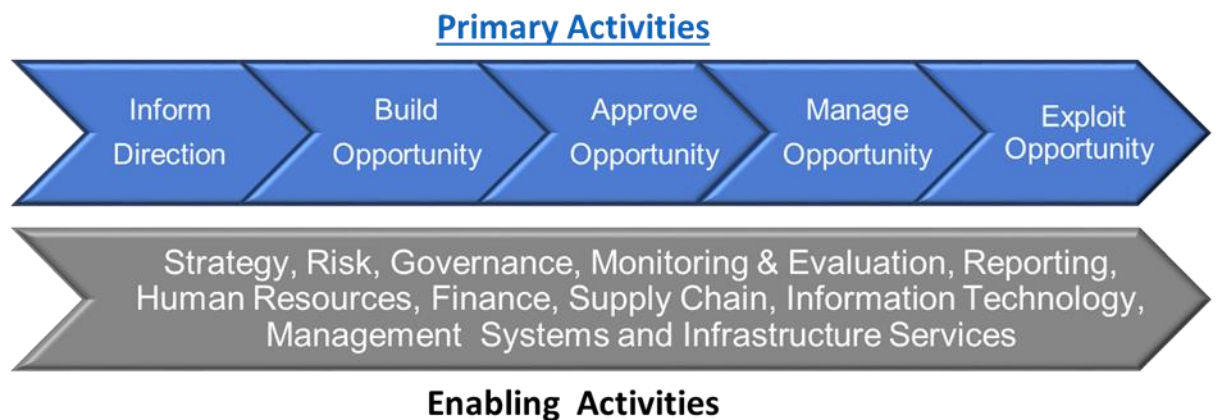 Primary Activities
Inform
Direction
Build
Opportunity
Approve
Opportunity
Manage
Opportunity
Exploit
Opportunity
Strategy, Risk, Governance, Monitoring & Evaluation, Reporting,
Human Resources, Finance, Supply Chain, Information Technology,
Management Systems and Infrastructure Services
Enabling Activities